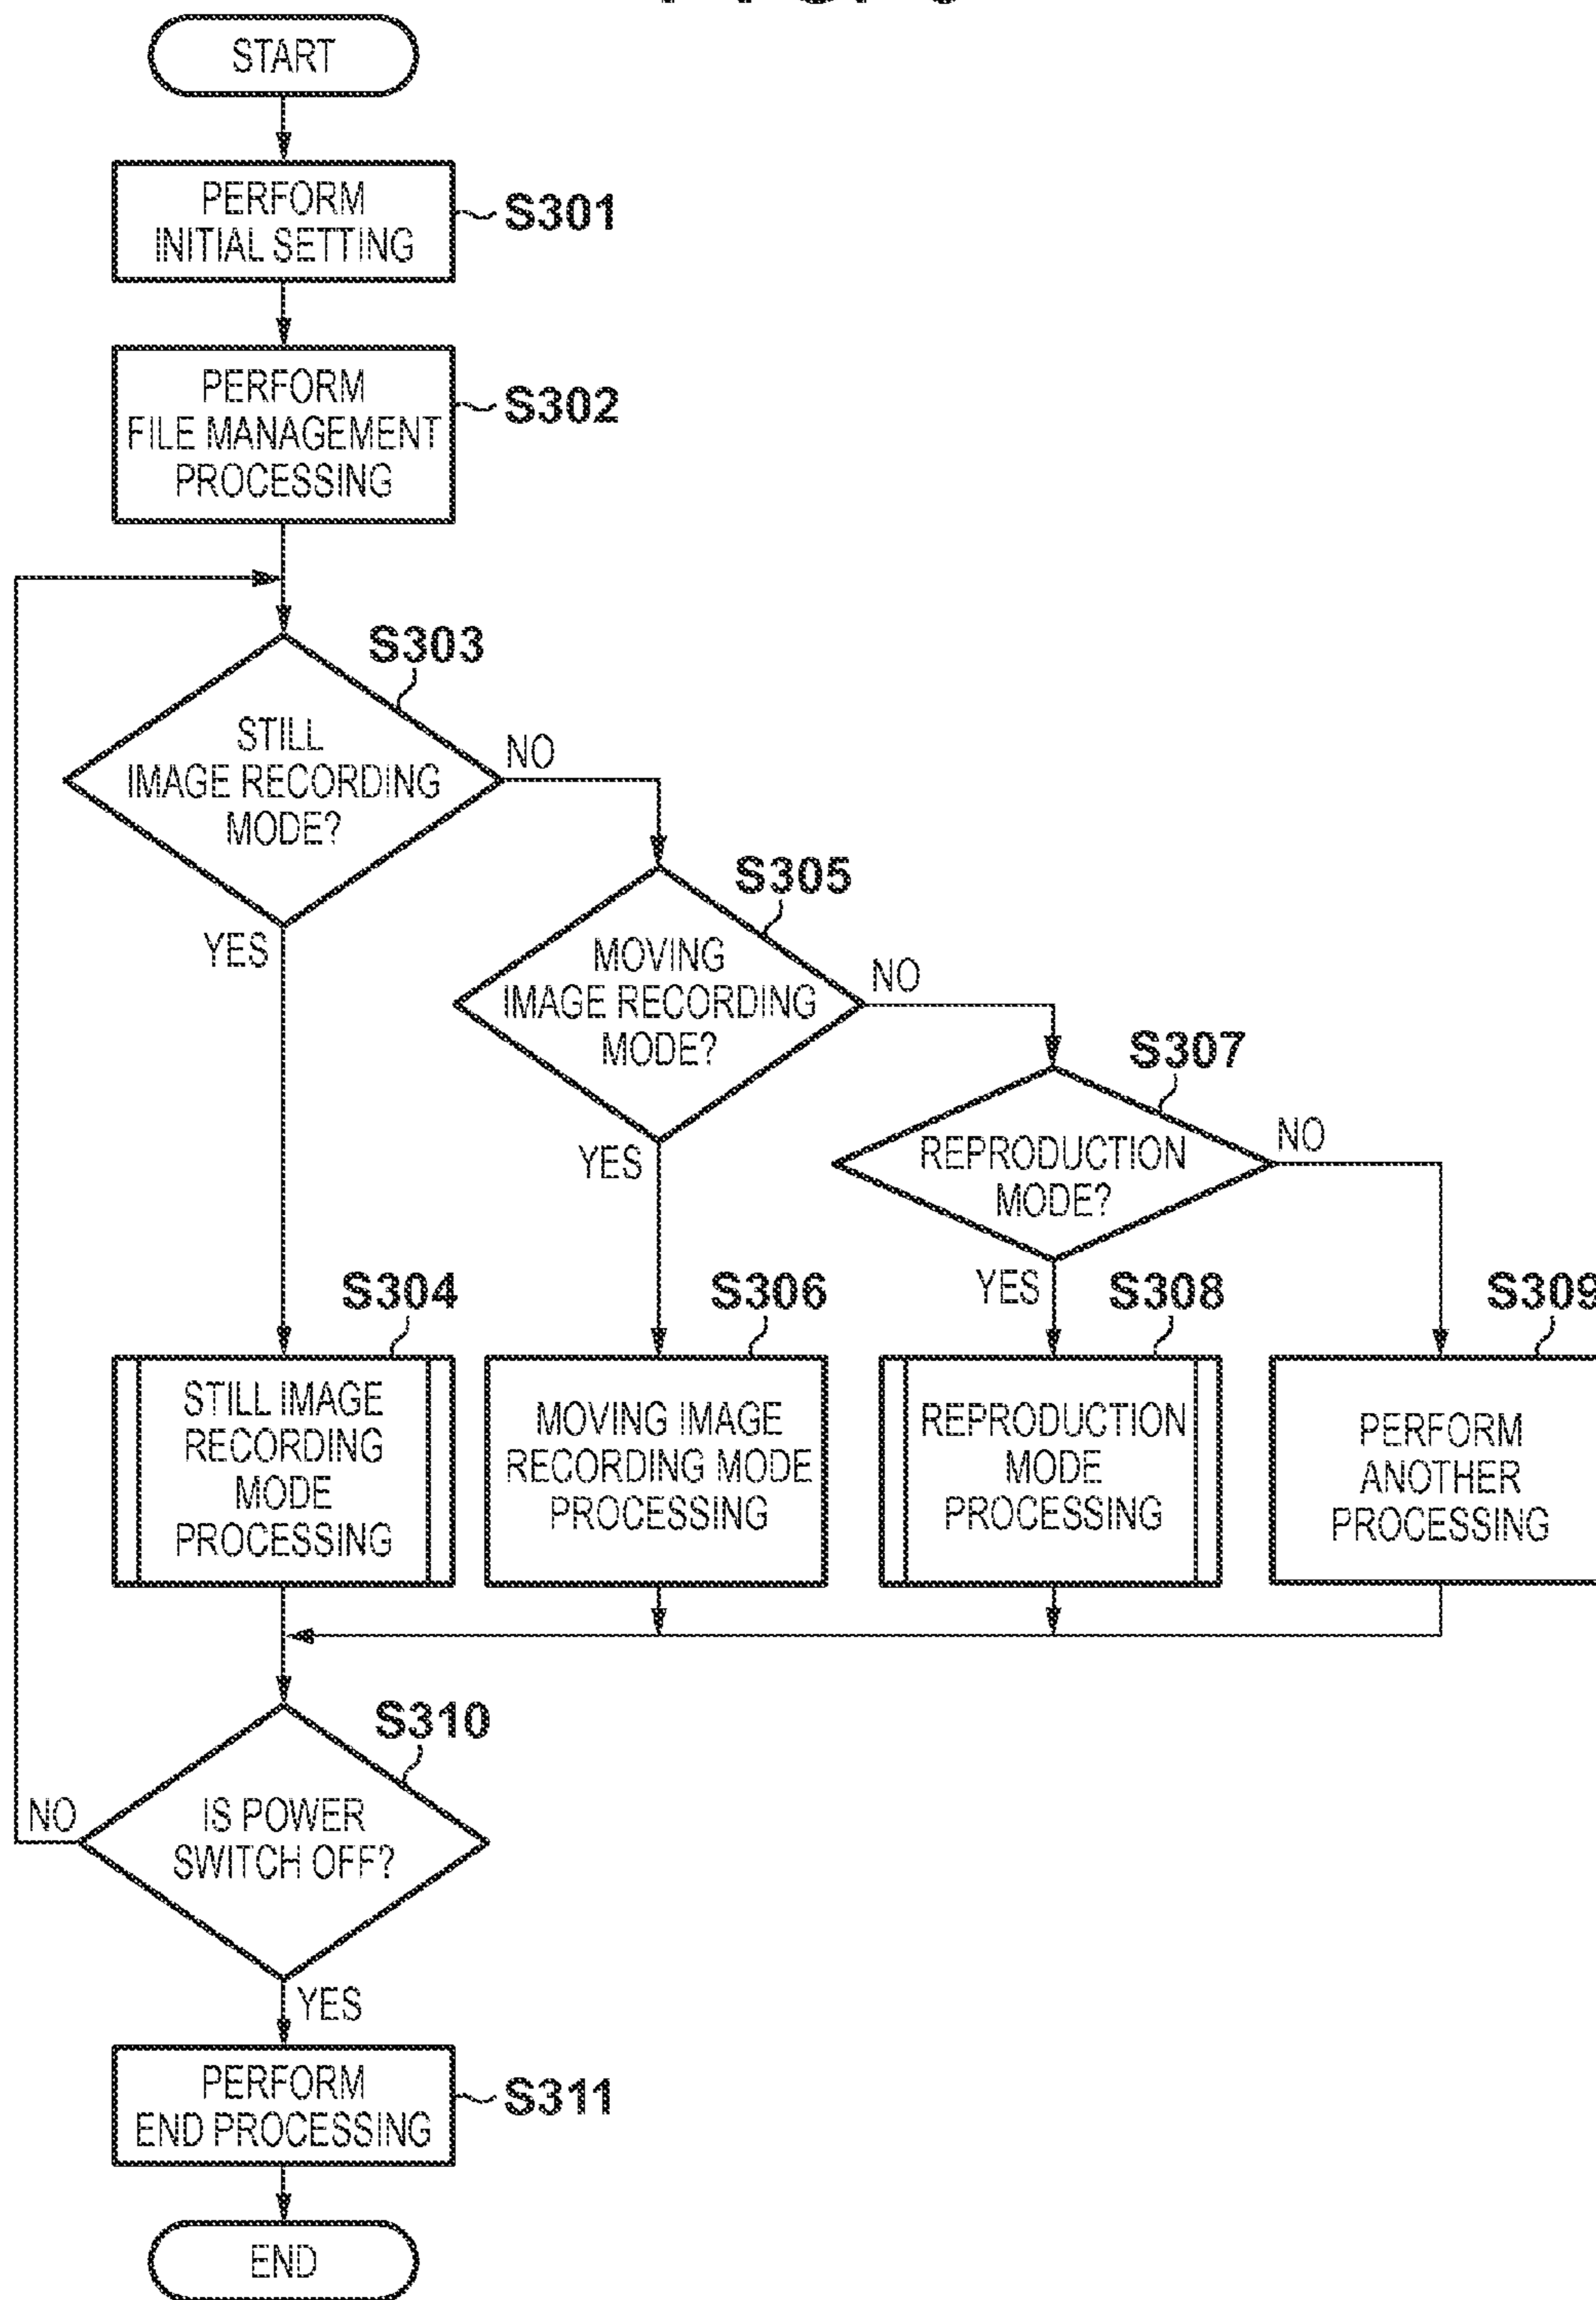 START
PERFORM
INITIAL SETTING
S301
PERFORM
FILE MANAGEMENT
PROCESSING
S302
S303
STILL
IMAGE RECORDING
MODE?
NO
YES
S305
MOVING
IMAGE RECORDING
MODE?
NO
YES
S307
REPRODUCTION
MODE?
NO
YES
S304
STILL IMAGE
RECORDING
MODE
PROCESSING
S306
MOVING IMAGE
RECORDING MODE
PROCESSING
S308
REPRODUCTION
MODE
PROCESSING
S309
PERFORM
ANOTHER
PROCESSING
S310
IS POWER
SWITCH OFF?
NO
YES
PERFORM
END PROCESSING
S311
END